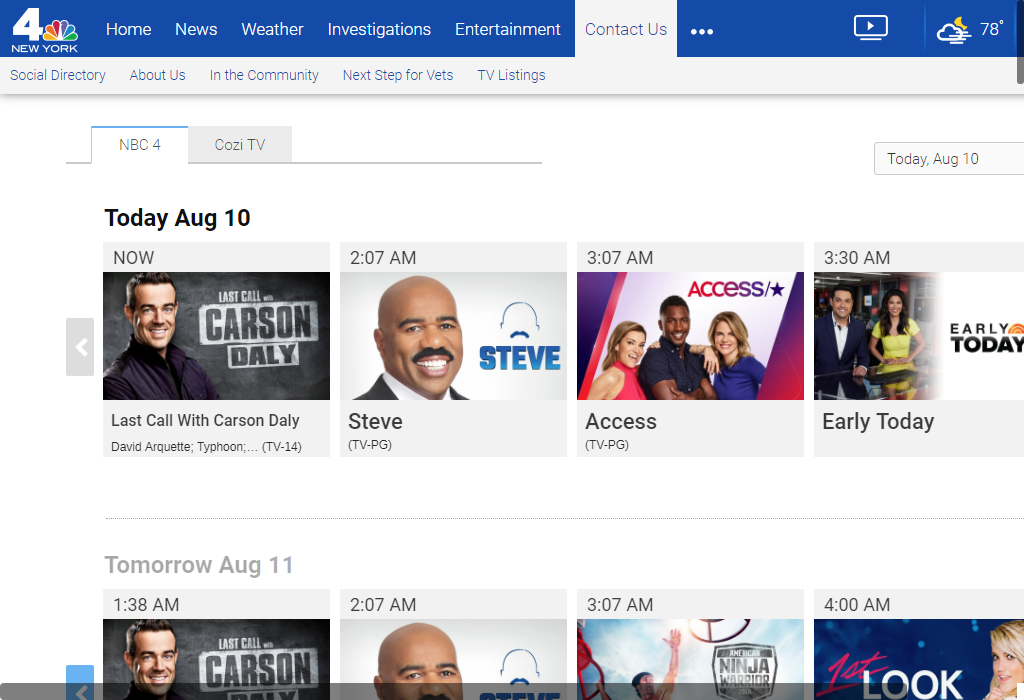 4
NEW YORK
Home
News
Weather
Investigations
Entertainment
Contact Us
78°
Social Directory
About Us
In the Community
Next Step for Vets
TV Listings
NBC 4
Cozi TV
Today, Aug 10
Today Aug 10
NOW
2:07 AM
3:07 AM
3:30 AM
LAST CALL WITH
CARSON
DALY
STEVE
ACCESS/★
EARLY
TODAY
Last Call With Carson Daly
David Arquette; Typhoon;... (TV-14)
Steve
(TV-PG)
Access
(TV-PG)
Early Today
Tomorrow Aug 11
1:38 AM
2:07 AM
3:07 AM
4:00 AM
LAST CALL WITH
CARSON
DALY
STEVE
AMERICAN
NINJA
WARRIOR
1st
LOOK